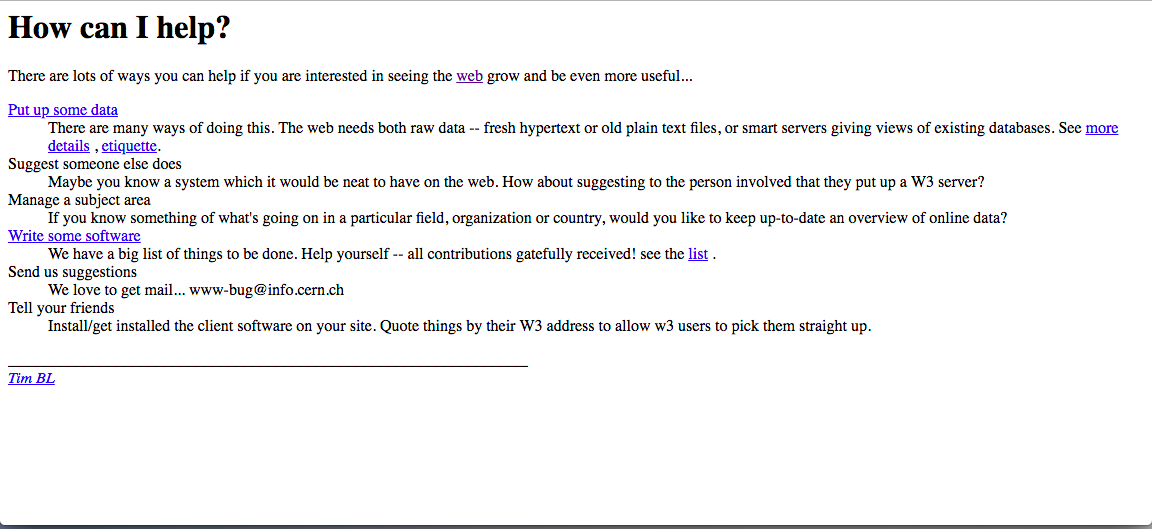 How can I help?
There are lots of ways you can help if you are interested in seeing the web grow and be even more useful...
Put up some data
There are many ways of doing this. The web needs both raw data -- fresh hypertext or old plain text files, or smart servers giving views of existing databases. See more
details , etiquette.
Suggest someone else does
Maybe you know a system which it would be neat to have on the web. How about suggesting to the person involved that they put up a W3 server?
Manage a subject area
If you know something of what's going on in a particular field, organization or country, would you like to keep up-to-date an overview of online data?
Write some software
We have a big list of things to be done. Help yourself -- all contributions gatefully received! see the list .
Send us suggestions
We love to get mail... www-bug@info.cern.ch
Tell your friends
Install/get installed the client software on your site. Quote things by their W3 address to allow w3 users to pick them straight up.
Tim BL